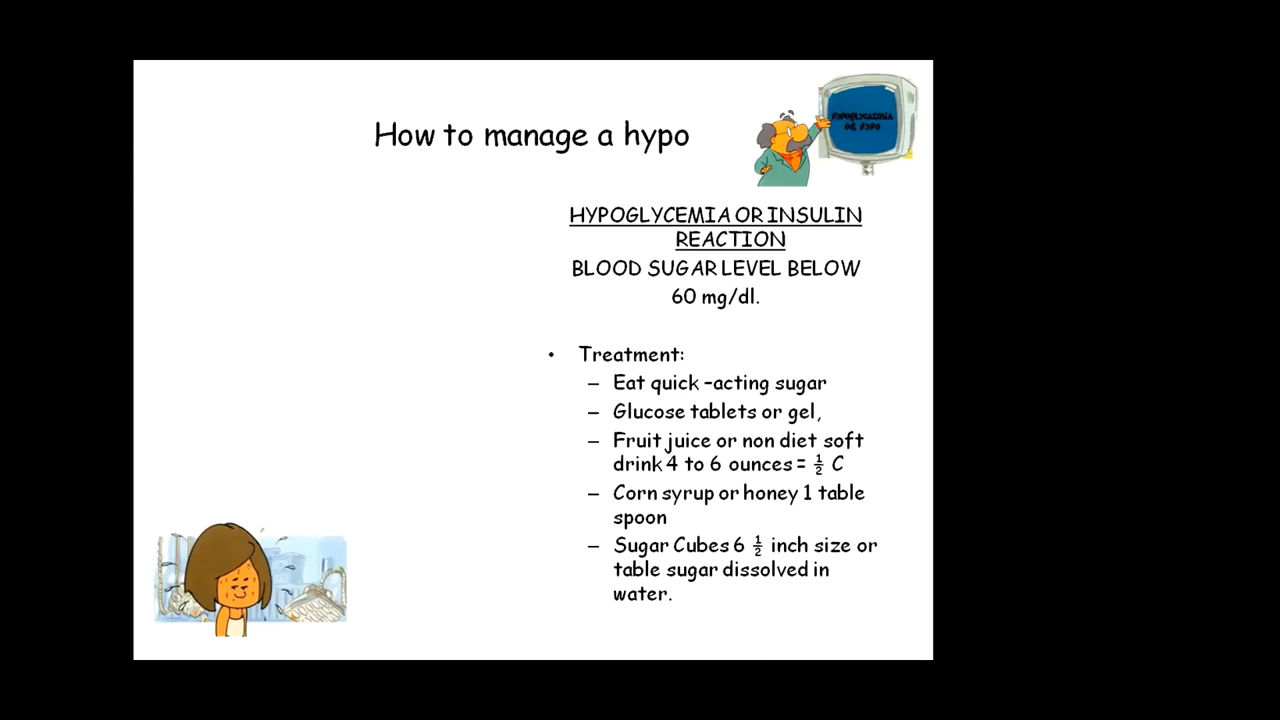 How to manage a hypo
HYPOGLYCAEMIA
OR HYPO
HYPOGLYCEMIA OR INSULIN
REACTION
BLOOD SUGAR LEVEL BELOW
60 mg/dl.
• Treatment:
– Eat quick –acting sugar
– Glucose tablets or gel,
– Fruit juice or non diet soft
drink 4 to 6 ounces = ½ C
– Corn syrup or honey 1 table
spoon
– Sugar Cubes 6 ½ inch size or
table sugar dissolved in
water.